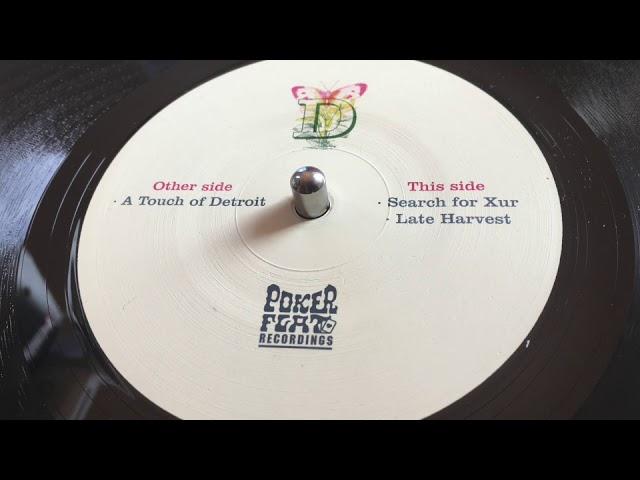 D
Other side
· A Touch of Detroit
This side
· Search for Xur
· Late Harvest
POKER
FLAT
RECORDINGS